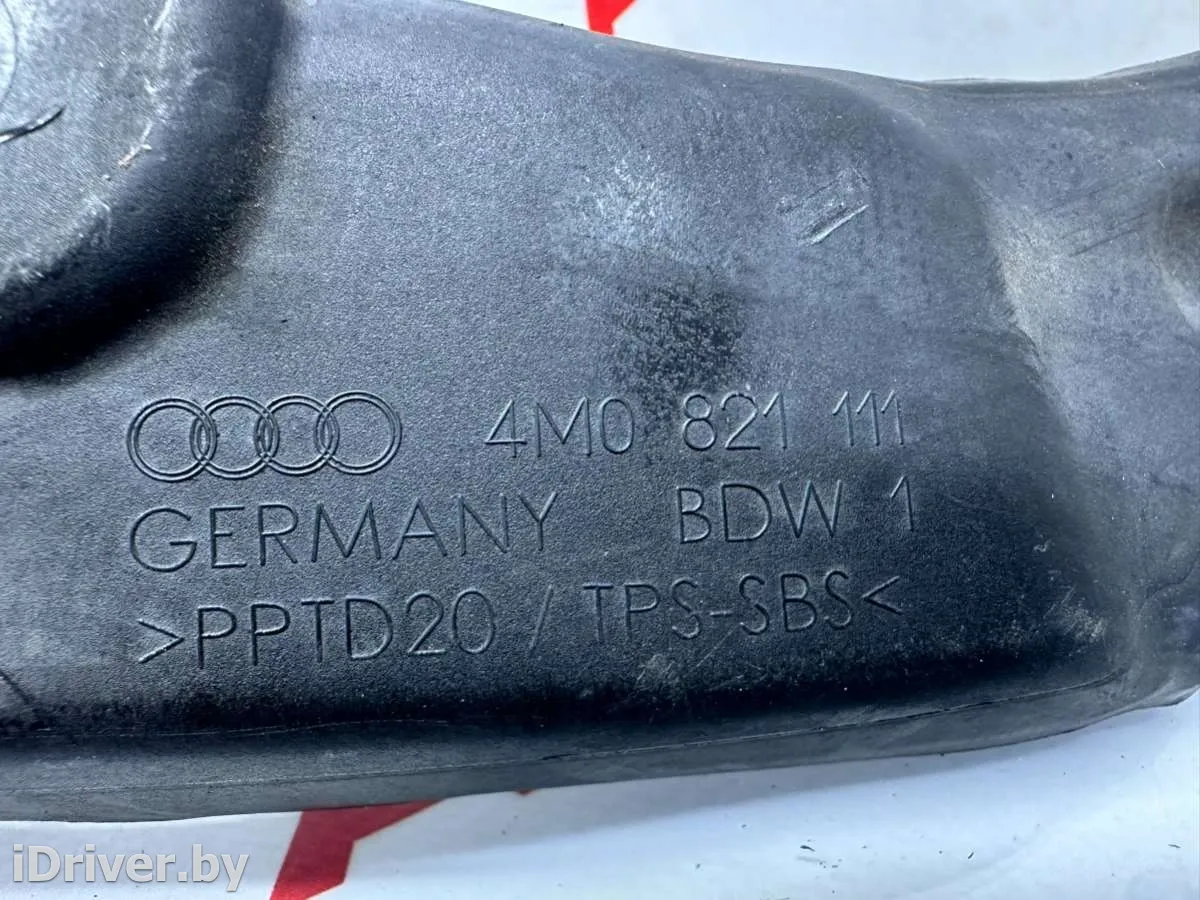 4M0 821 111
GERMANY BDW 1
>PPTD20 / TPS-SBS<
iDriver.by